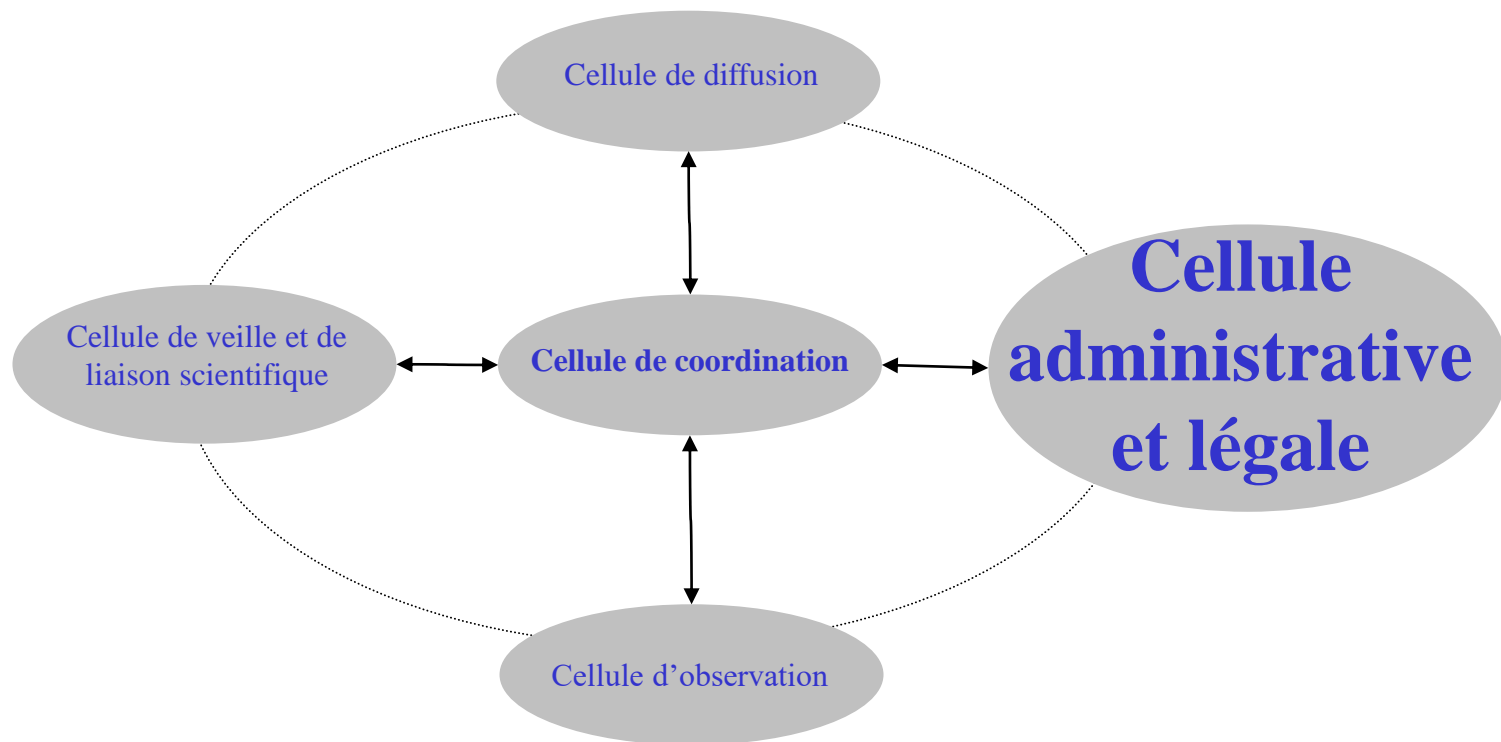 Cellule de diffusion
Cellule de veille et de
liaison scientifique
Cellule de coordination
Cellule
administrative
et légale
Cellule d’observation